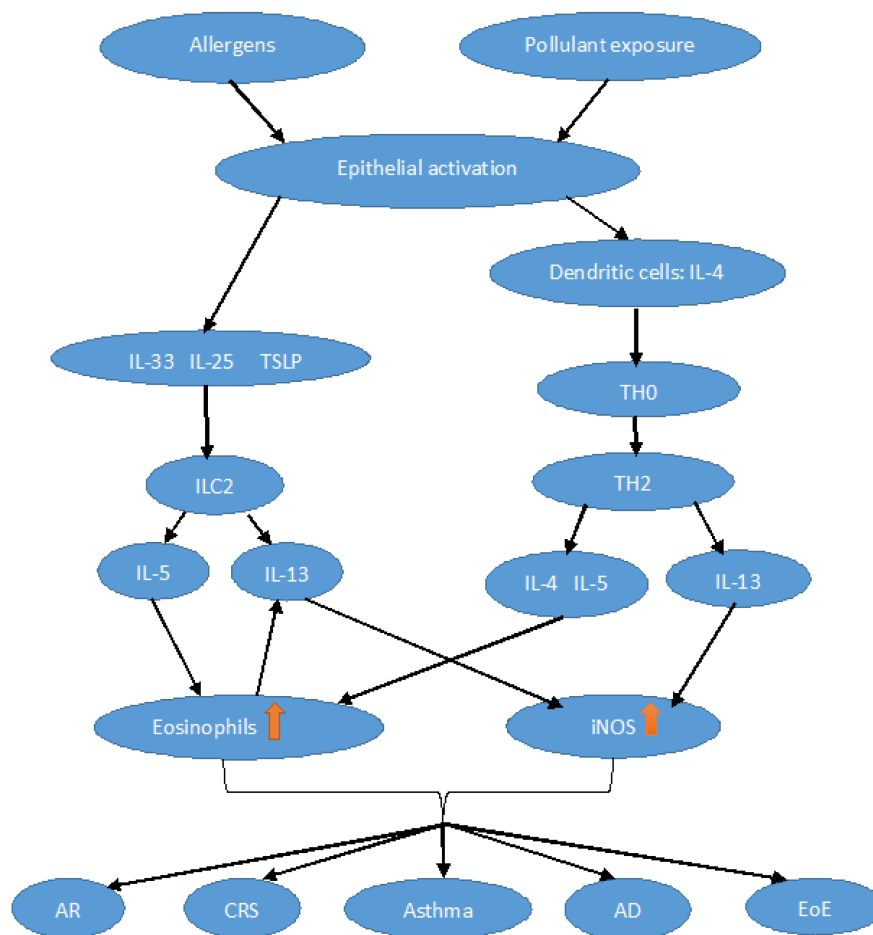 Allergens
Pollulant exposure
Epithelial activation
Dendritic cells: IL-4
IL-33 IL-25 TSLP
TH0
ILC2
TH2
IL-5
IL-13
IL-4 IL-5
IL-13
Eosinophils
iNOS
AR
CRS
Asthma
AD
EoE